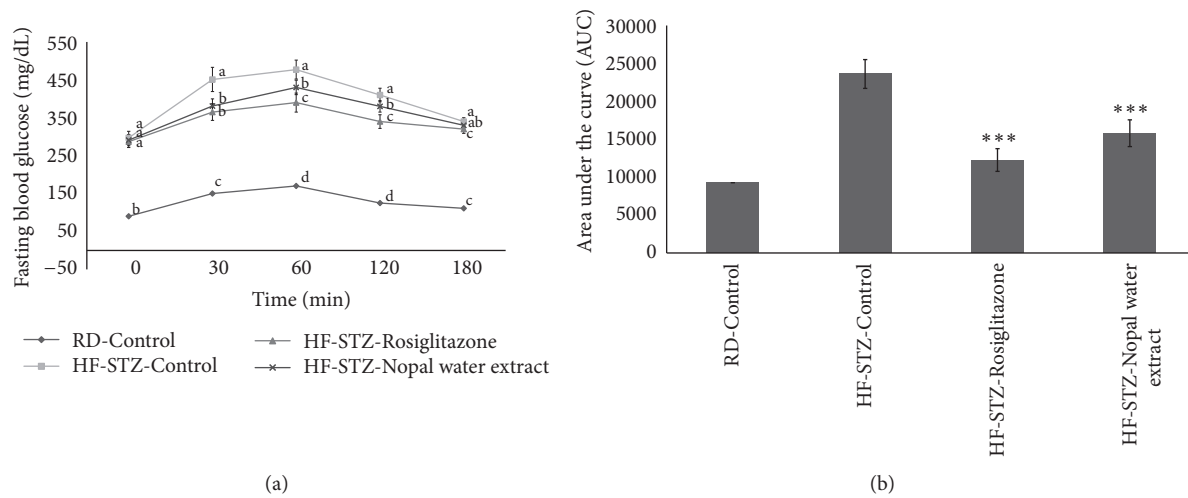 Fasting blood glucose (mg/dL)
550
450
350
250
150
50
−50
a
a
a
b
a
b
b
c
a
b
c
d
a
b
c
d
a
ab
c
c
0 30 60 120 180
Time (min)
RD-Control
HF-STZ-Control
HF-STZ-Rosiglitazone
HF-STZ-Nopal water extract
(a)
Area under the curve (AUC)
30000
25000
20000
15000
10000
5000
0
***
***
RD-Control
HF-STZ-Control
HF-STZ-Rosiglitazone
HF-STZ-Nopal water
extract
(b)